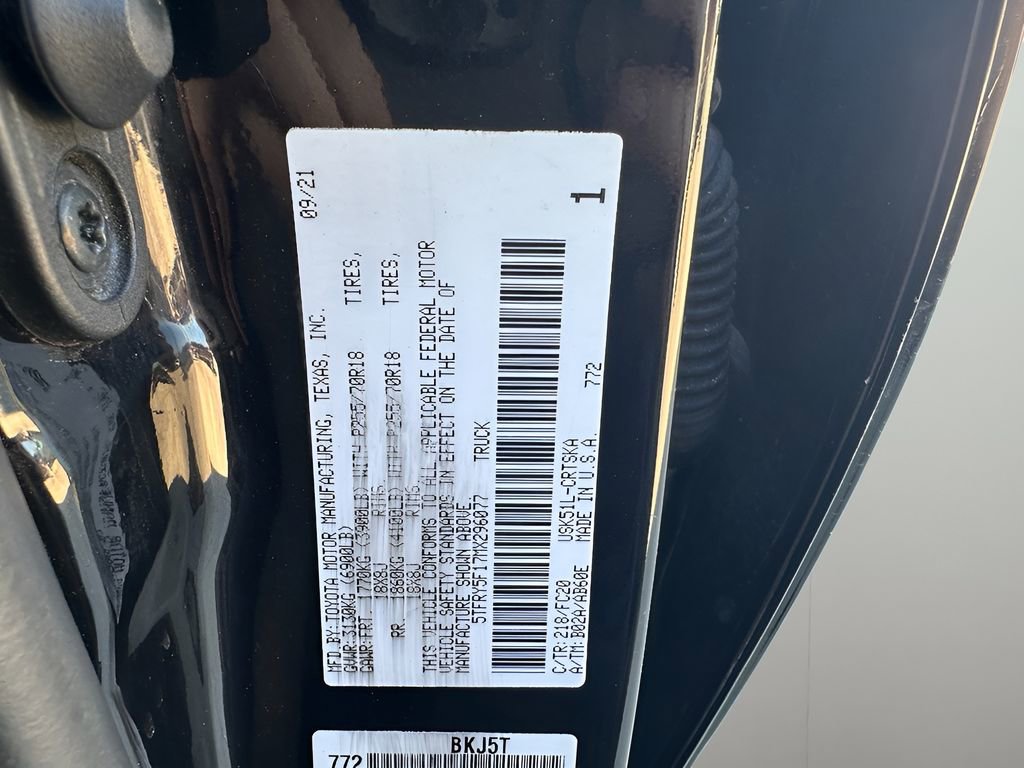 09/21
MFD.BY:TOYOTA MOTOR MANUFACTURING, TEXAS, INC.
GVWR:3130KG (6900LB)
GAWR:FRT. 1770KG (3900LB) WITH P255/70R18 TIRES,
18X8J RIMS
RR. 1860KG (4100LB) WITH P255/70R18 TIRES,
18X8J RIMS
THIS VEHICLE CONFORMS TO ALL APPLICABLE FEDERAL MOTOR
VEHICLE SAFETY STANDARDS IN EFFECT ON THE DATE OF
MANUFACTURE SHOWN ABOVE.
5TFRY5F17MX296077 TRUCK
1
C/TR:218/FC20 USK51L-CRTSKA 772
A/TM:B02A/AB60E MADE IN U.S.A.
BKJ5T
772